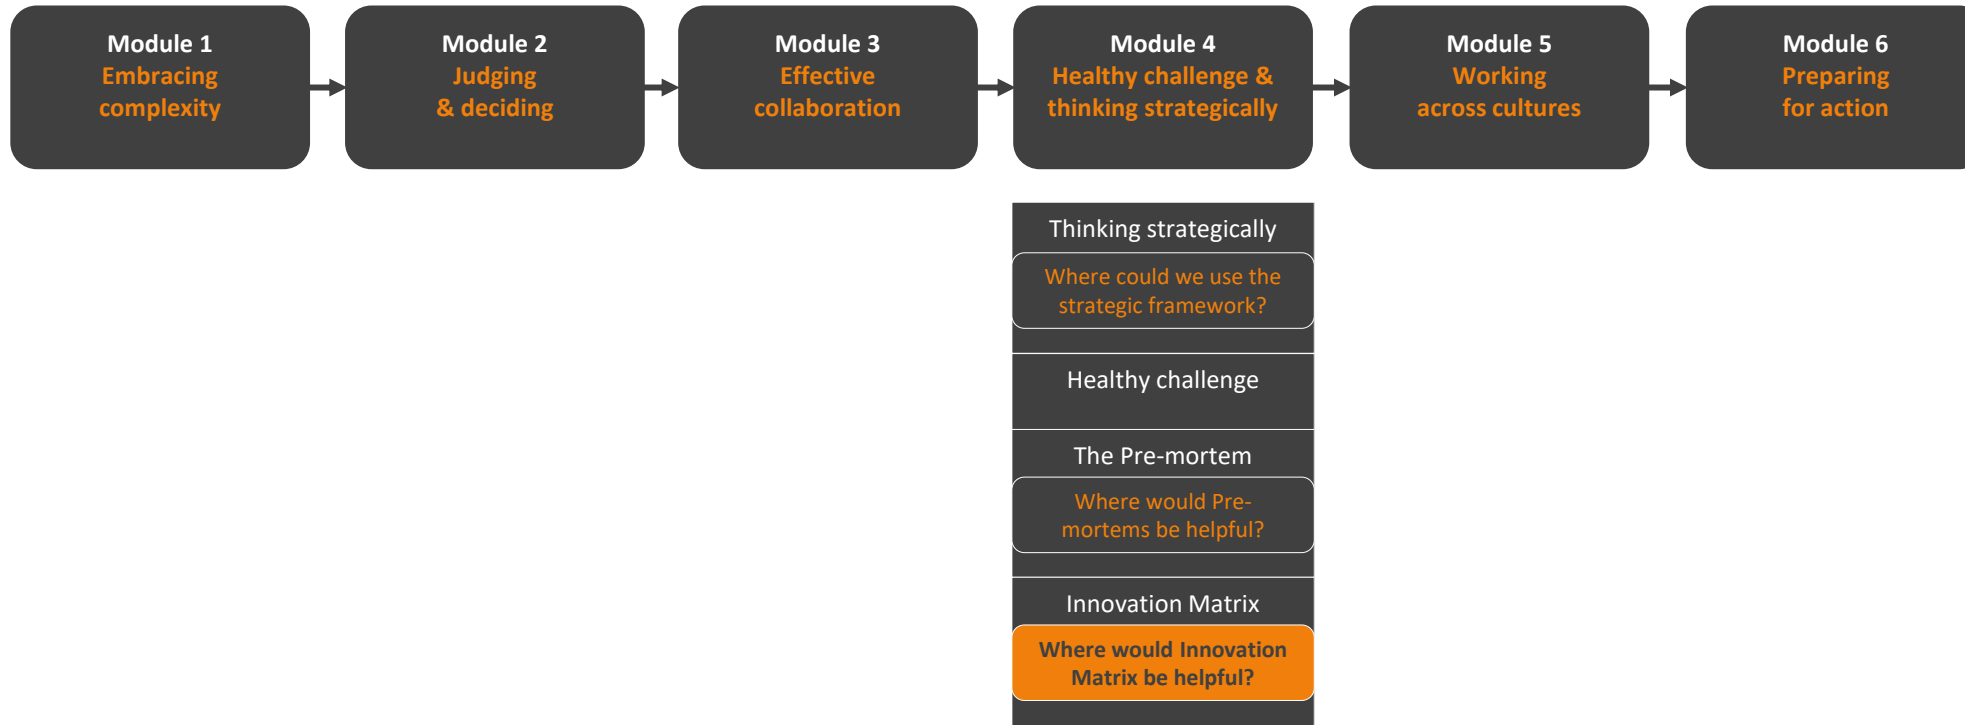 Module 1
Embracing
complexity
Module 2
Judging
& deciding
Module 3
Effective
collaboration
Module 4
Healthy challenge &
thinking strategically
Module 5
Working
across cultures
Module 6
Preparing
for action
Thinking strategically
Where could we use the
strategic framework?
Healthy challenge
The Pre-mortem
Where would Pre-
mortems be helpful?
Innovation Matrix
Where would Innovation
Matrix be helpful?